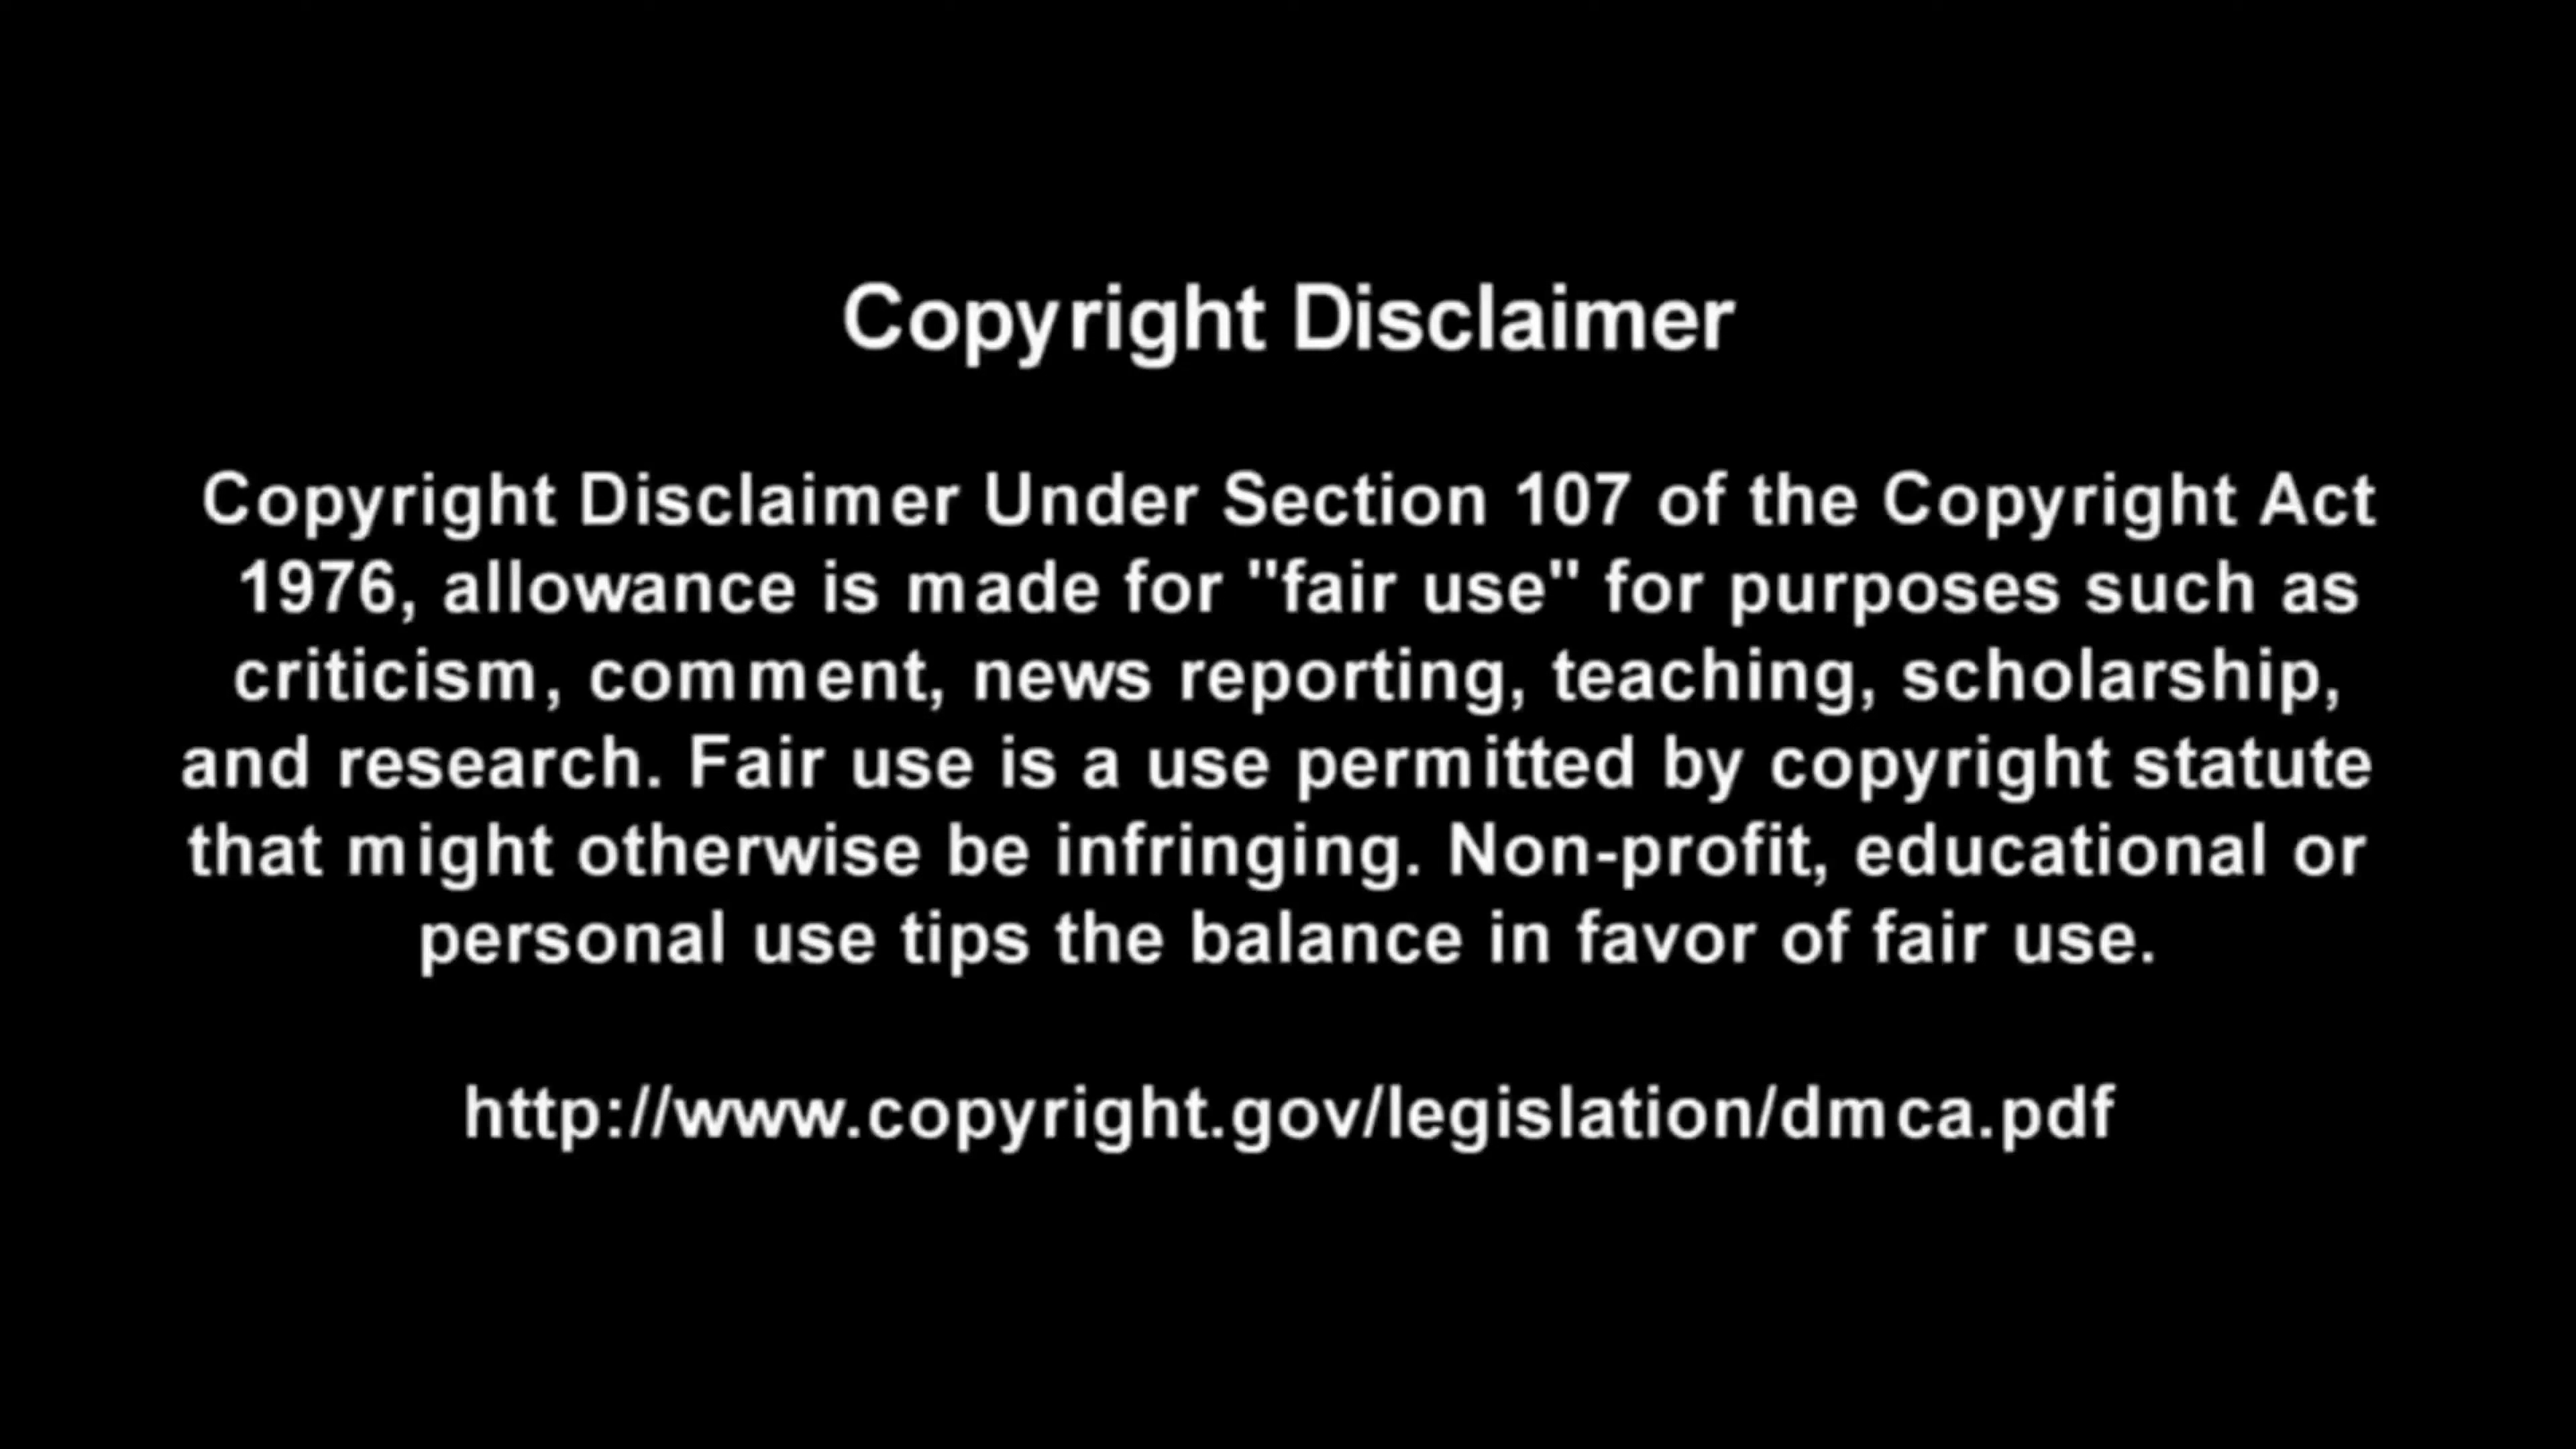 Copyright Disclaimer
Copyright Disclaimer Under Section 107 of the Copyright Act
1976, allowance is made for "fair use" for purposes such as
criticism, comment, news reporting, teaching, scholarship,
and research. Fair use is a use permitted by copyright statute
that might otherwise be infringing. Non-profit, educational or
personal use tips the balance in favor of fair use.
http://www.copyright.gov/legislation/dmca.pdf